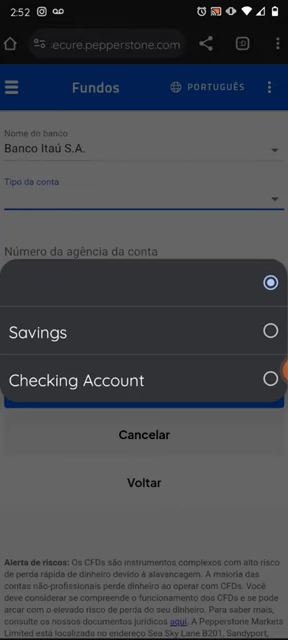 2:52
ecure.pepperstone.com
Fundos
PORTUGUÊS
Nome do banco
Banco Itaú S.A.
Tipo da conta
Número da agência da conta
Savings
Checking Account
Cancelar
Voltar
Alerta de riscos: Os CFDs são instrumentos complexos com alto risco
de perda rápida de dinheiro devido à alavancagem. A maioria das
contas não-profissionais perde dinheiro ao operar com CFDs. Você
deve considerar se compreende o funcionamento dos CFDs e se pode
arcar com o elevado risco de perda do seu dinheiro. Para saber mais,
consulte os nossos documentos jurídicos aqui. A Pepperstone Markets
Limited está localizada no endereço Sea Sky Lane B201, Sandyport,